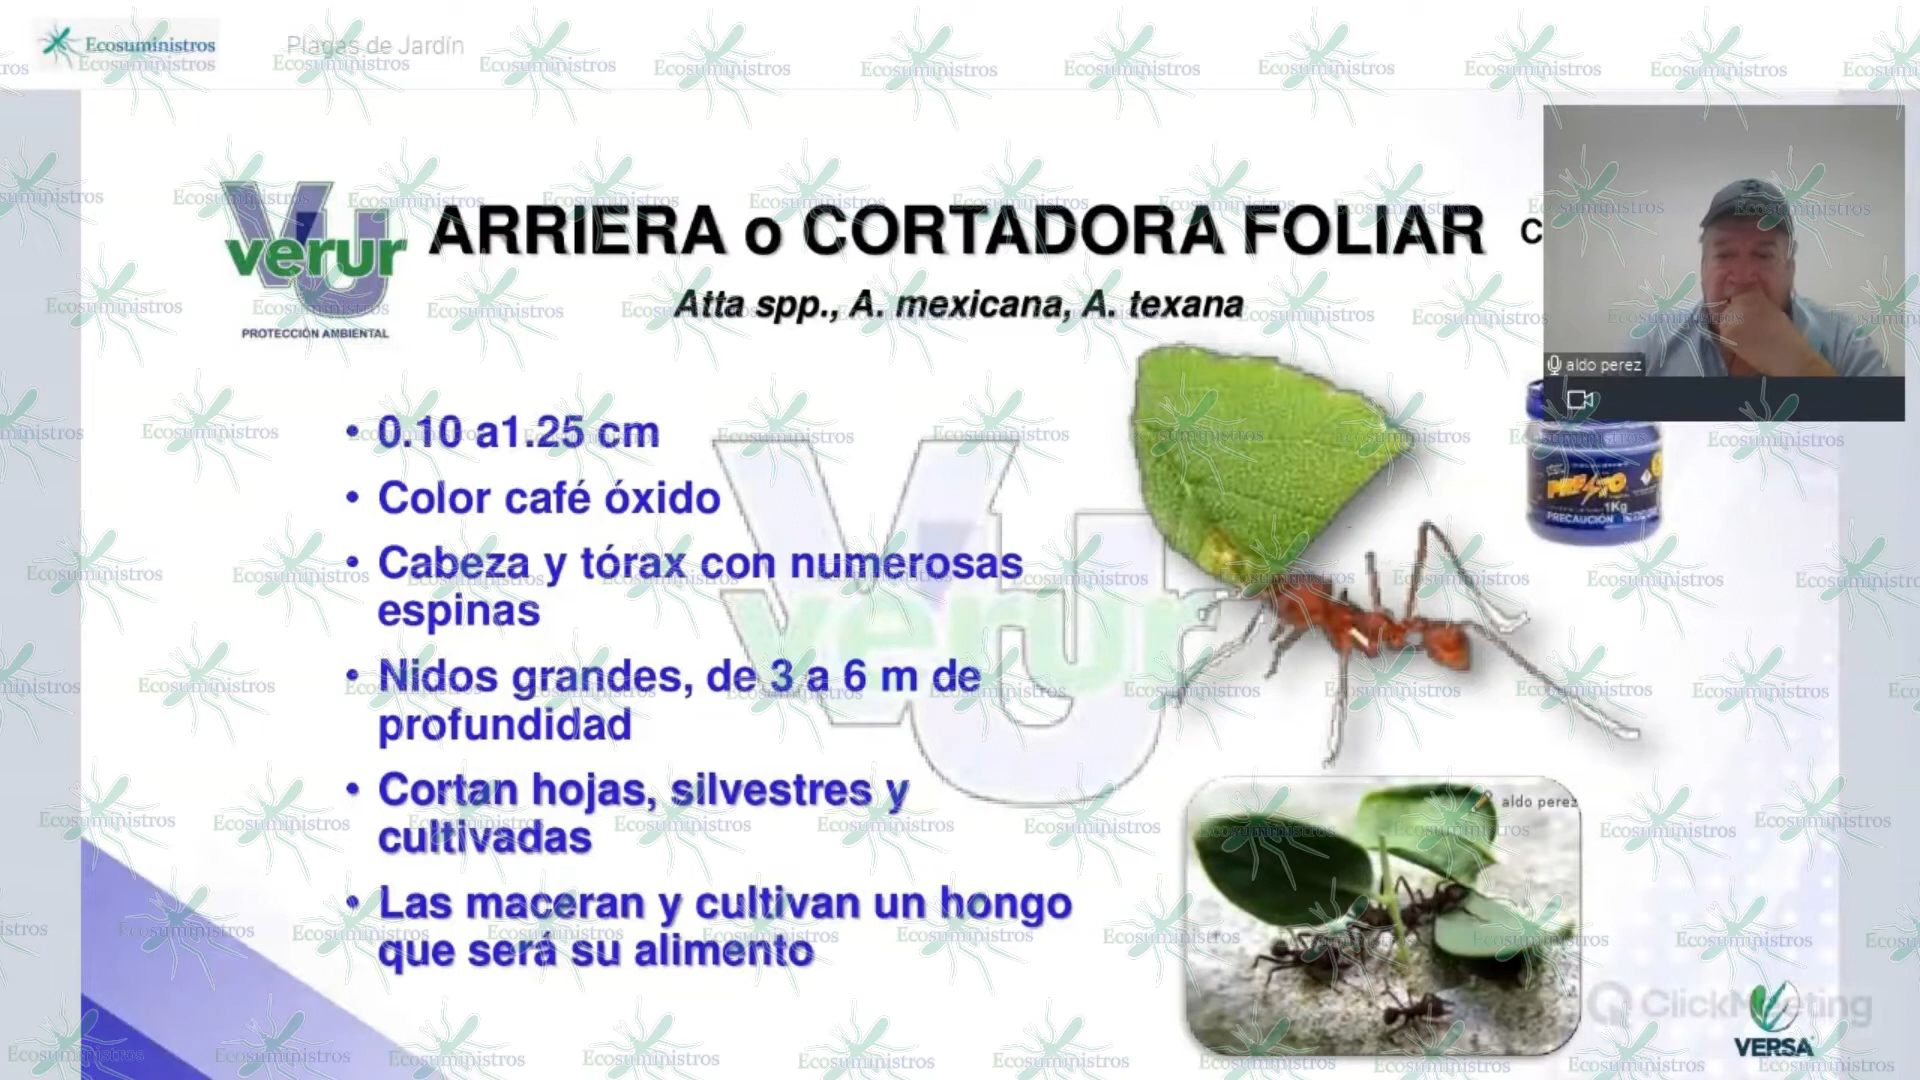 Ecosuministros
Plagas de Jardín
verur
PROTECCIÓN AMBIENTAL
ARRIERA o CORTADORA FOLIAR
Atta spp., A. mexicana, A. texana
aldo perez
• 0.10 a1.25 cm
• Color café óxido
• Cabeza y tórax con numerosas
espinas
• Nidos grandes, de 3 a 6 m de
profundidad
• Cortan hojas, silvestres y
cultivadas
• Las maceran y cultivan un hongo
que será su alimento
PRESTO
1Kg
PRECAUCIÓN
aldo perez
ClickMeeting
VERSA